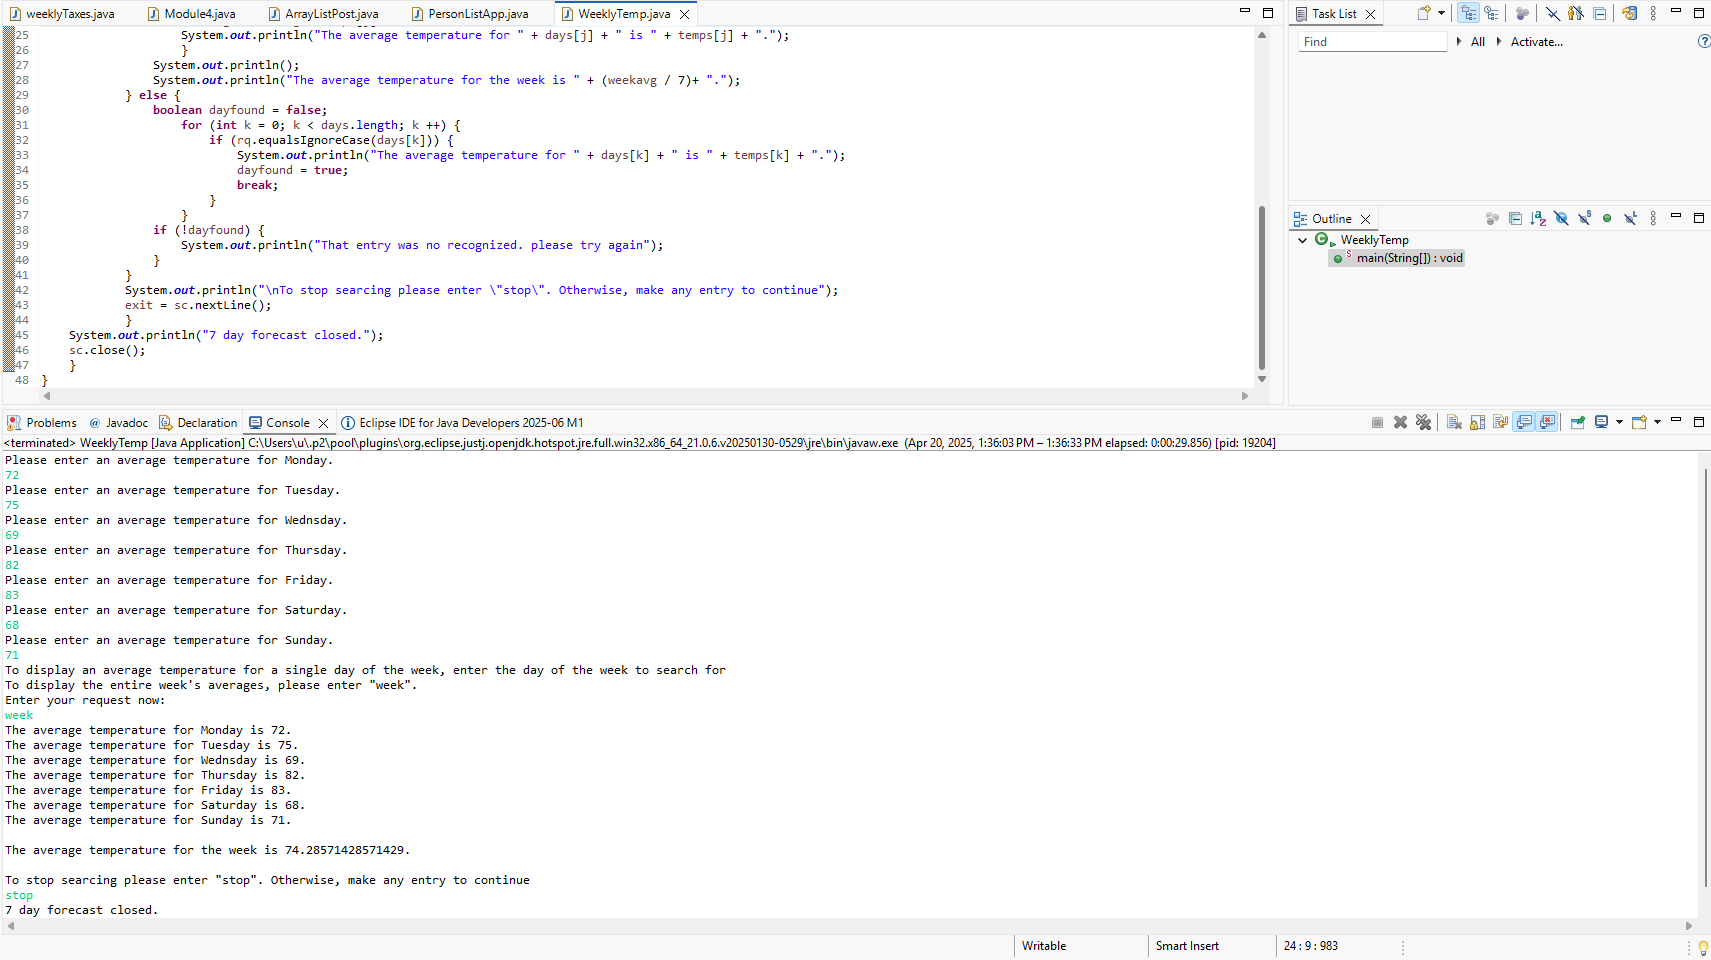 weeklyTaxes.java Module4.java ArrayListPost.java PersonListApp.java WeeklyTemp.java
25 System.out.println("The average temperature for " + days[j] + " is " + temps[j] + ".");
26 }
27 System.out.println();
28 System.out.println("The average temperature for the week is " + (weekavg / 7)+ ".");
29 } else {
30 boolean dayfound = false;
31 for (int k = 0; k < days.length; k ++) {
32 if (rq.equalsIgnoreCase(days[k])) {
33 System.out.println("The average temperature for " + days[k] + " is " + temps[k] + ".");
34 dayfound = true;
35 break;
36 }
37 }
38 if (!dayfound) {
39 System.out.println("That entry was no recognized. please try again");
40 }
41 }
42 System.out.println("\nTo stop searcing please enter \"stop\". Otherwise, make any entry to continue");
43 exit = sc.nextLine();
44 }
45 System.out.println("7 day forecast closed.");
46 sc.close();
47 }
48 }
Task List
Find All Activate...
Outline
WeeklyTemp
main(String[]) : void
Problems Javadoc Declaration Console Eclipse IDE for Java Developers 2025-06 M1
<terminated> WeeklyTemp [Java Application] C:\Users\u\.p2\pool\plugins\org.eclipse.justj.openjdk.hotspot.jre.full.win32.x86_64_21.0.6.v20250130-0529\jre\bin\javaw.exe (Apr 20, 2025, 1:36:03 PM – 1:36:33 PM elapsed: 0:00:29.856) [pid: 19204]
Please enter an average temperature for Monday.
72
Please enter an average temperature for Tuesday.
75
Please enter an average temperature for Wednsday.
69
Please enter an average temperature for Thursday.
82
Please enter an average temperature for Friday.
83
Please enter an average temperature for Saturday.
68
Please enter an average temperature for Sunday.
71
To display an average temperature for a single day of the week, enter the day of the week to search for
To display the entire week's averages, please enter "week".
Enter your request now:
week
The average temperature for Monday is 72.
The average temperature for Tuesday is 75.
The average temperature for Wednsday is 69.
The average temperature for Thursday is 82.
The average temperature for Friday is 83.
The average temperature for Saturday is 68.
The average temperature for Sunday is 71.
The average temperature for the week is 74.28571428571429.
To stop searcing please enter "stop". Otherwise, make any entry to continue
stop
7 day forecast closed.
Writable Smart Insert 24 : 9 : 983